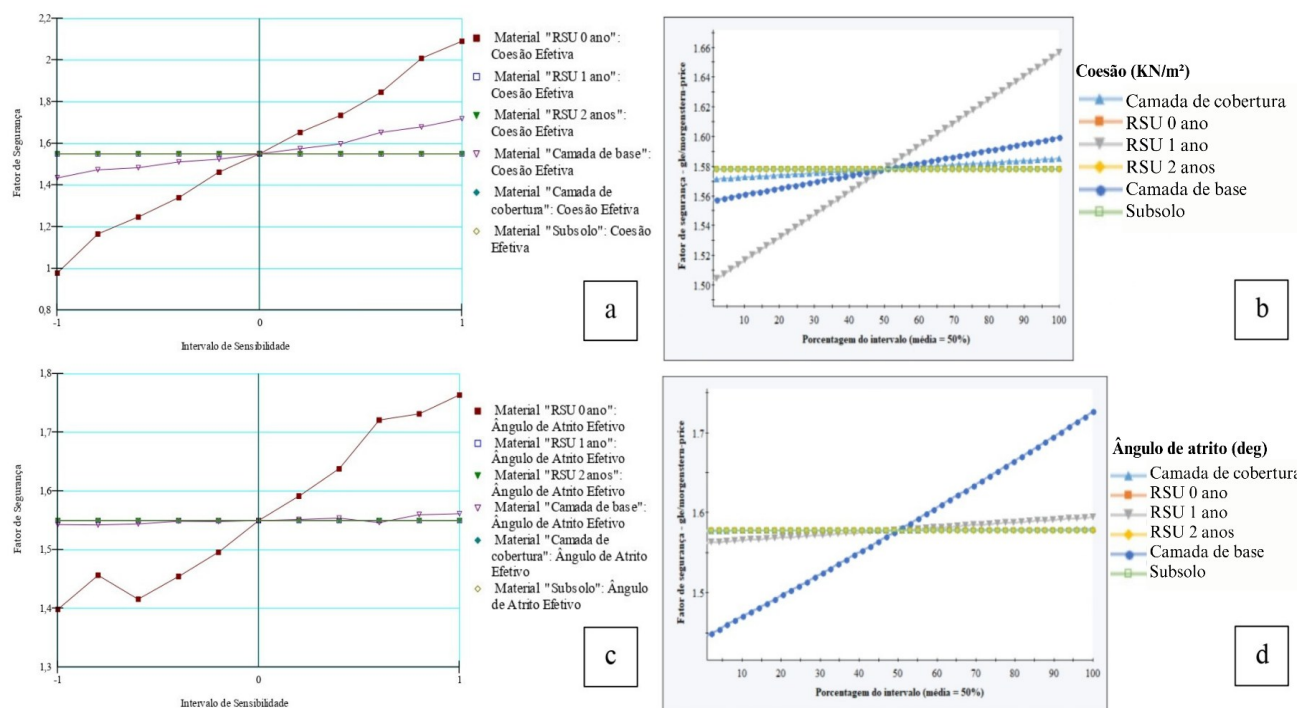 2,2
2
1,8
1,6
1,4
1,2
1
0,8
-1
0
1
Fator de Segurança
Intervalo de Sensibilidade
Material "RSU 0 ano":
Coesão Efetiva
Material "RSU 1 ano":
Coesão Efetiva
Material "RSU 2 anos":
Coesão Efetiva
Material "Camada de base":
Coesão Efetiva
Material "Camada de
cobertura": Coesão Efetiva
Material "Subsolo": Coesão
Efetiva
a
1.66
1.64
1.62
1.60
1.58
1.56
1.54
1.52
1.50
10 20 30 40 50 60 70 80 90 100
Fator de segurança - gle/morgenstern-price
Porcentagem do intervalo (média = 50%)
Coesão (KN/m²)
Camada de cobertura
RSU 0 ano
RSU 1 ano
RSU 2 anos
Camada de base
Subsolo
b
1,8
1,7
1,6
1,5
1,4
1,3
-1
0
1
Fator de Segurança
Intervalo de Sensibilidade
Material "RSU 0 ano":
Ângulo de Atrito Efetivo
Material "RSU 1 ano":
Ângulo de Atrito Efetivo
Material "RSU 2 anos":
Ângulo de Atrito Efetivo
Material "Camada de base":
Ângulo de Atrito Efetivo
Material "Camada de
cobertura": Ângulo de Atrito
Efetivo
Material "Subsolo": Ângulo
de Atrito Efetivo
c
1.7
1.6
1.5
10 20 30 40 50 60 70 80 90 100
Fator de segurança - gle/morgenstern-price
Porcentagem do intervalo (média = 50%)
Ângulo de atrito (deg)
Camada de cobertura
RSU 0 ano
RSU 1 ano
RSU 2 anos
Camada de base
Subsolo
d